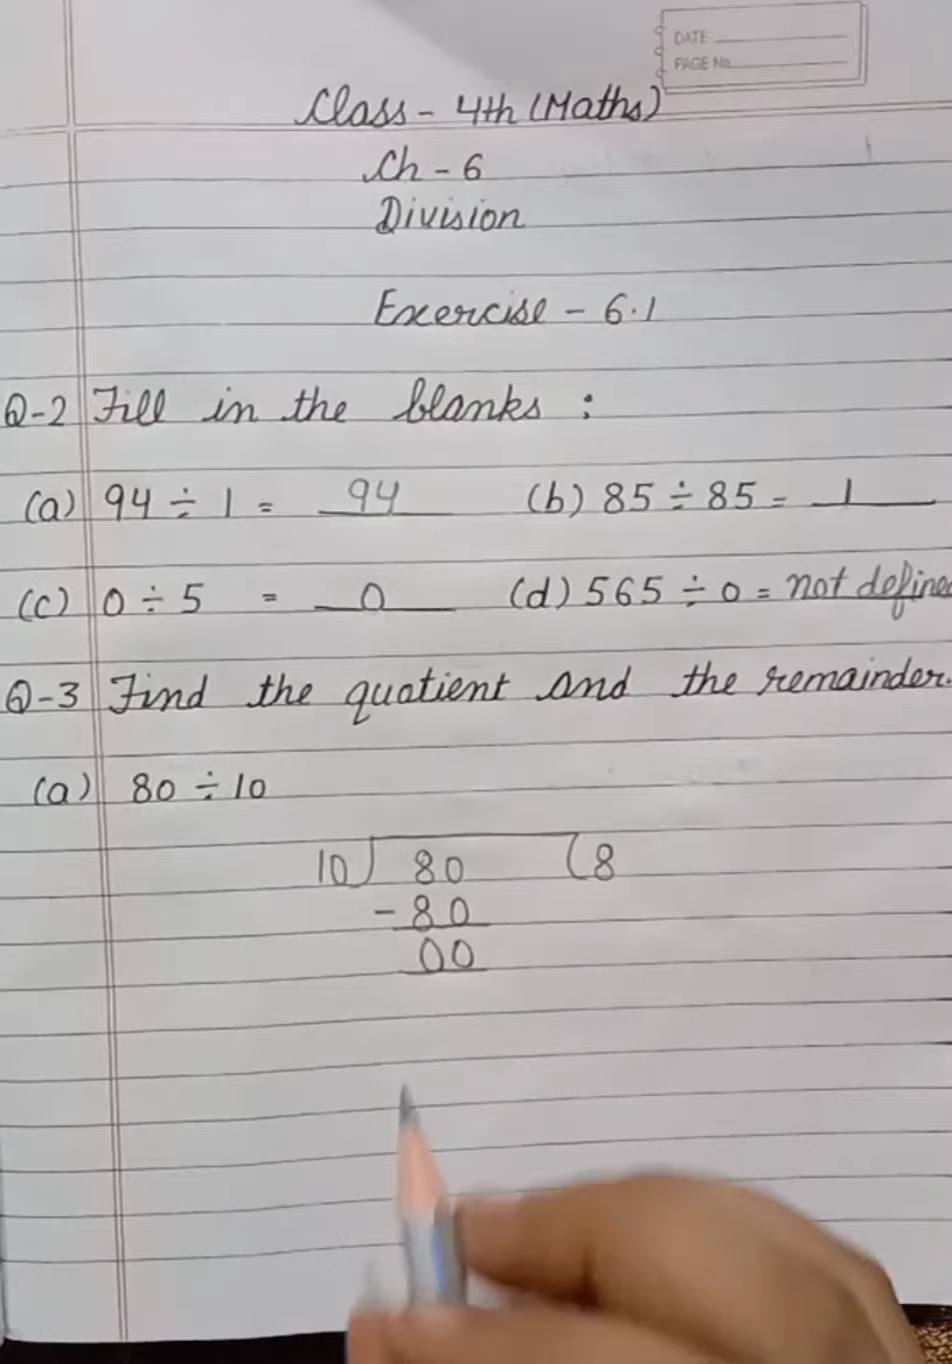 DATE
PAGE No.
Class - 4th (Maths)
Ch - 6
Division
Exercise - 6.1
Q-2 Fill in the blanks :
(a) 94 ÷ 1 = 94 (b) 85 ÷ 85 = 1
(c) 0 ÷ 5 = 0 (d) 565 ÷ 0 = not define
Q-3 Find the quotient and the remainder.
(a) 80 ÷ 10
10) 80 (8
- 80
00